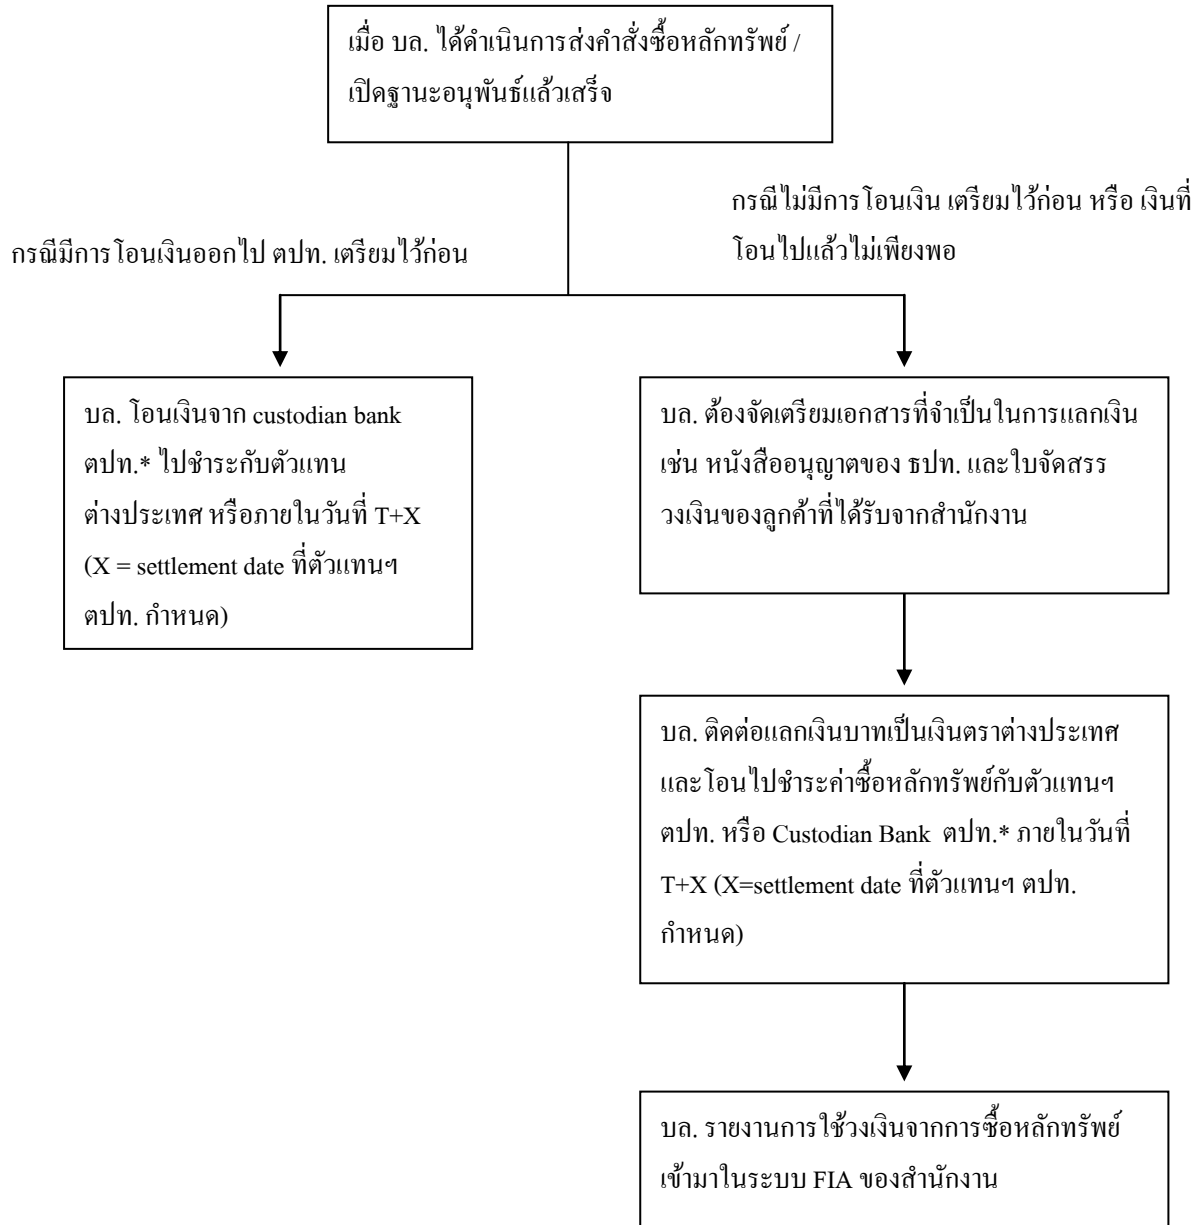 เมื่อ บล. ได้ดำเนินการส่งคำสั่งซื้อหลักทรัพย์ /
เปิดฐานะอนุพันธ์แล้วเสร็จ
กรณีมีการโอนเงินออกไป ตปท. เตรียมไว้ก่อน
กรณีไม่มีการโอนเงิน เตรียมไว้ก่อน หรือ เงินที่
โอนไปแล้วไม่เพียงพอ
บล. โอนเงินจาก custodian bank
ตปท.* ไปชำระกับตัวแทน
ต่างประเทศ หรือภายในวันที่ T+X
(X = settlement date ที่ตัวแทนฯ
ตปท. กำหนด)
บล. ต้องจัดเตรียมเอกสารที่จำเป็นในการแลกเงิน
เช่น หนังสืออนุญาตของ ธปท. และใบจัดสรร
วงเงินของลูกค้าที่ได้รับจากสำนักงาน
บล. ติดต่อแลกเงินบาทเป็นเงินตราต่างประเทศ
และโอนไปชำระค่าซื้อหลักทรัพย์กับตัวแทนฯ
ตปท. หรือ Custodian Bank ตปท.* ภายในวันที่
T+X (X=settlement date ที่ตัวแทนฯ ตปท.
กำหนด)
บล. รายงานการใช้วงเงินจากการซื้อหลักทรัพย์
เข้ามาในระบบ FIA ของสำนักงาน